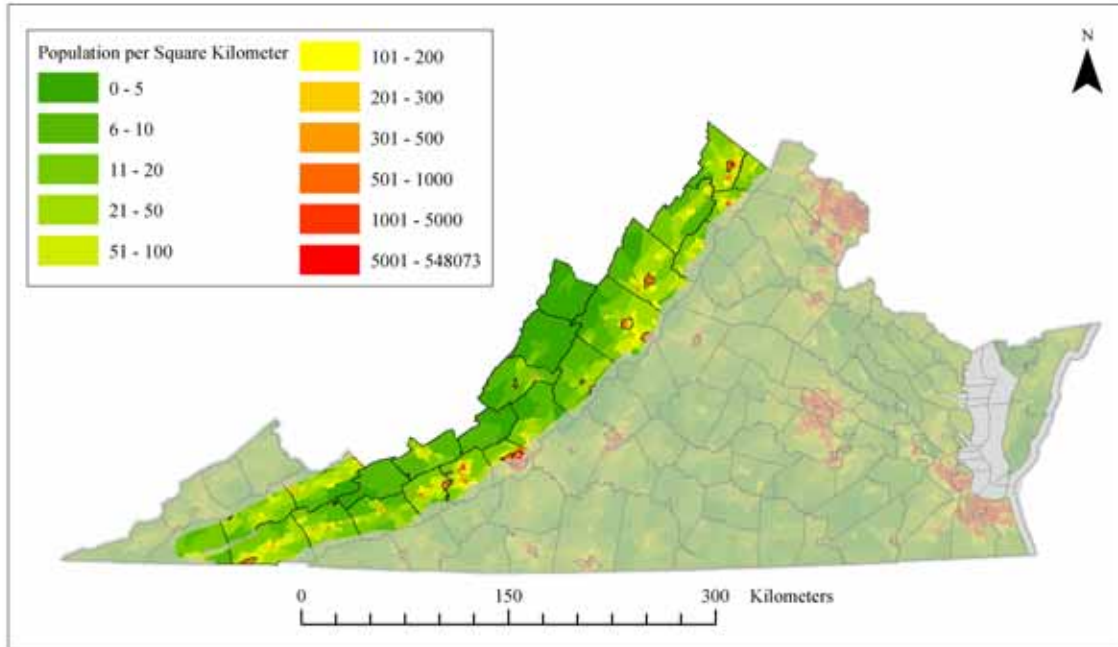 Population per Square Kilometer
0 - 5
6 - 10
11 - 20
21 - 50
51 - 100
101 - 200
201 - 300
301 - 500
501 - 1000
1001 - 5000
5001 - 548073
N
0 150 300 Kilometers